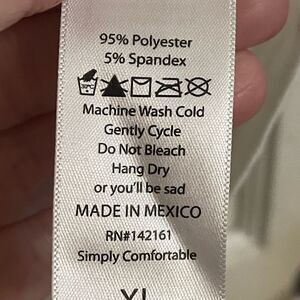 95% Polyester
5% Spandex
Machine Wash Cold
Gently Cycle
Do Not Bleach
Hang Dry
or you'll be sad
MADE IN MEXICO
RN#142161
Simply Comfortable
XL